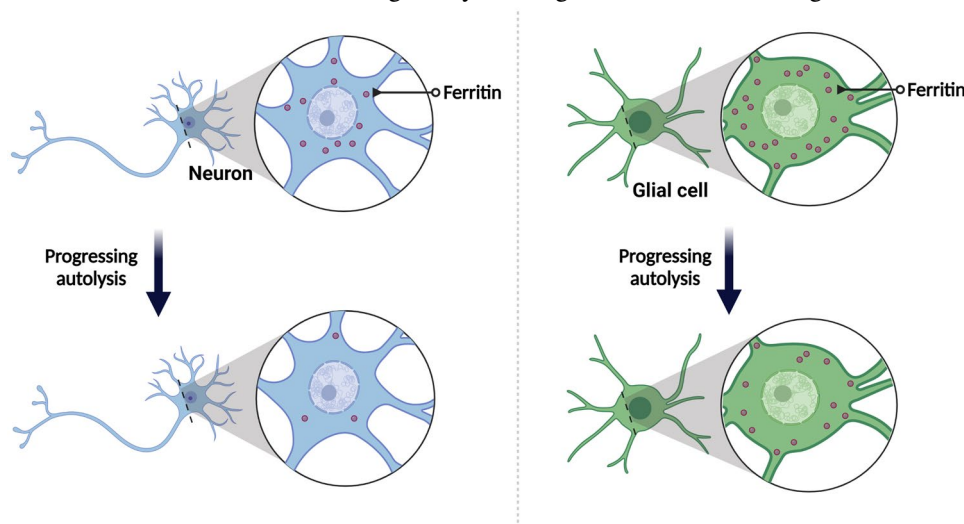 Ferritin
Neuron
Progressing
autolysis
Ferritin
Glial cell
Progressing
autolysis